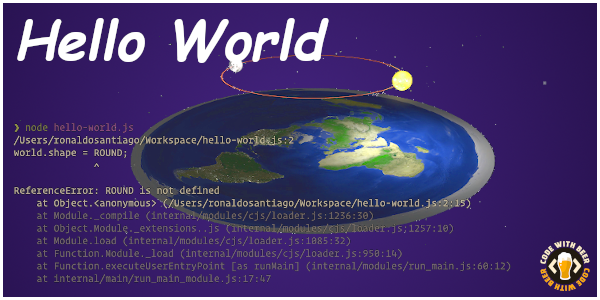 Hello World
❯ node hello-world.js
/Users/ronaldosantiago/Workspace/hello-world.js:2
world.shape = ROUND;
^
ReferenceError: ROUND is not defined
at Object.<anonymous> (/Users/ronaldosantiago/Workspace/hello-world.js:2:15)
at Module._compile (internal/modules/cjs/loader.js:1236:30)
at Object.Module._extensions..js (internal/modules/cjs/loader.js:1257:10)
at Module.load (internal/modules/cjs/loader.js:1085:32)
at Function.Module._load (internal/modules/cjs/loader.js:950:14)
at Function.executeUserEntryPoint [as runMain] (internal/modules/run_main.js:60:12)
at internal/main/run_main_module.js:17:47
CODE WITH BEER
CODE WITH BEER